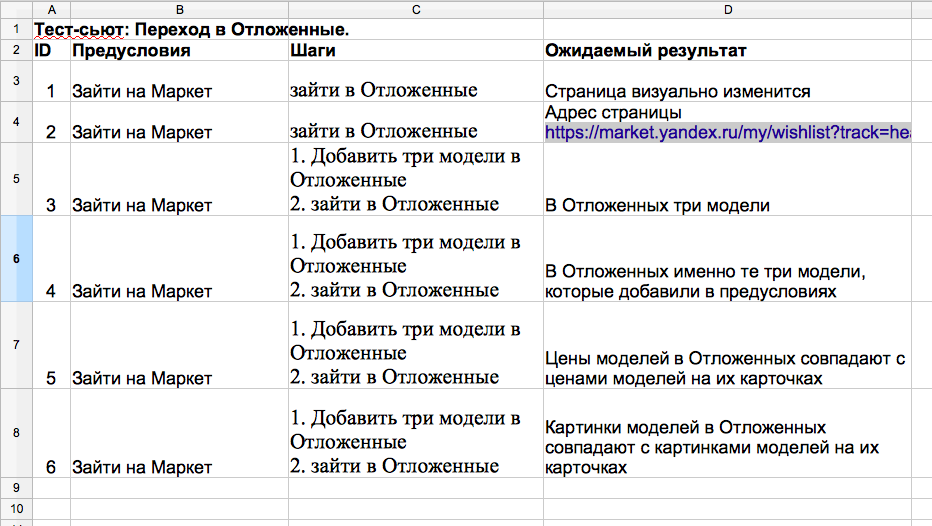 A B C D
1 Тест-сьют: Переход в Отложенные.
2 ID Предусловия Шаги Ожидаемый результат
3 1 Зайти на Маркет зайти в Отложенные Страница визуально изменится
4 2 Зайти на Маркет зайти в Отложенные Адрес страницы
https://market.yandex.ru/my/wishlist?track=hea
5 3 Зайти на Маркет 1. Добавить три модели в
Отложенные
2. зайти в Отложенные В Отложенных три модели
6 4 Зайти на Маркет 1. Добавить три модели в
Отложенные
2. зайти в Отложенные В Отложенных именно те три модели,
которые добавили в предусловиях
7 5 Зайти на Маркет 1. Добавить три модели в
Отложенные
2. зайти в Отложенные Цены моделей в Отложенных совпадают с
ценами моделей на их карточках
8 6 Зайти на Маркет 1. Добавить три модели в
Отложенные
2. зайти в Отложенные Картинки моделей в Отложенных
совпадают с картинками моделей на их
карточках
9
10